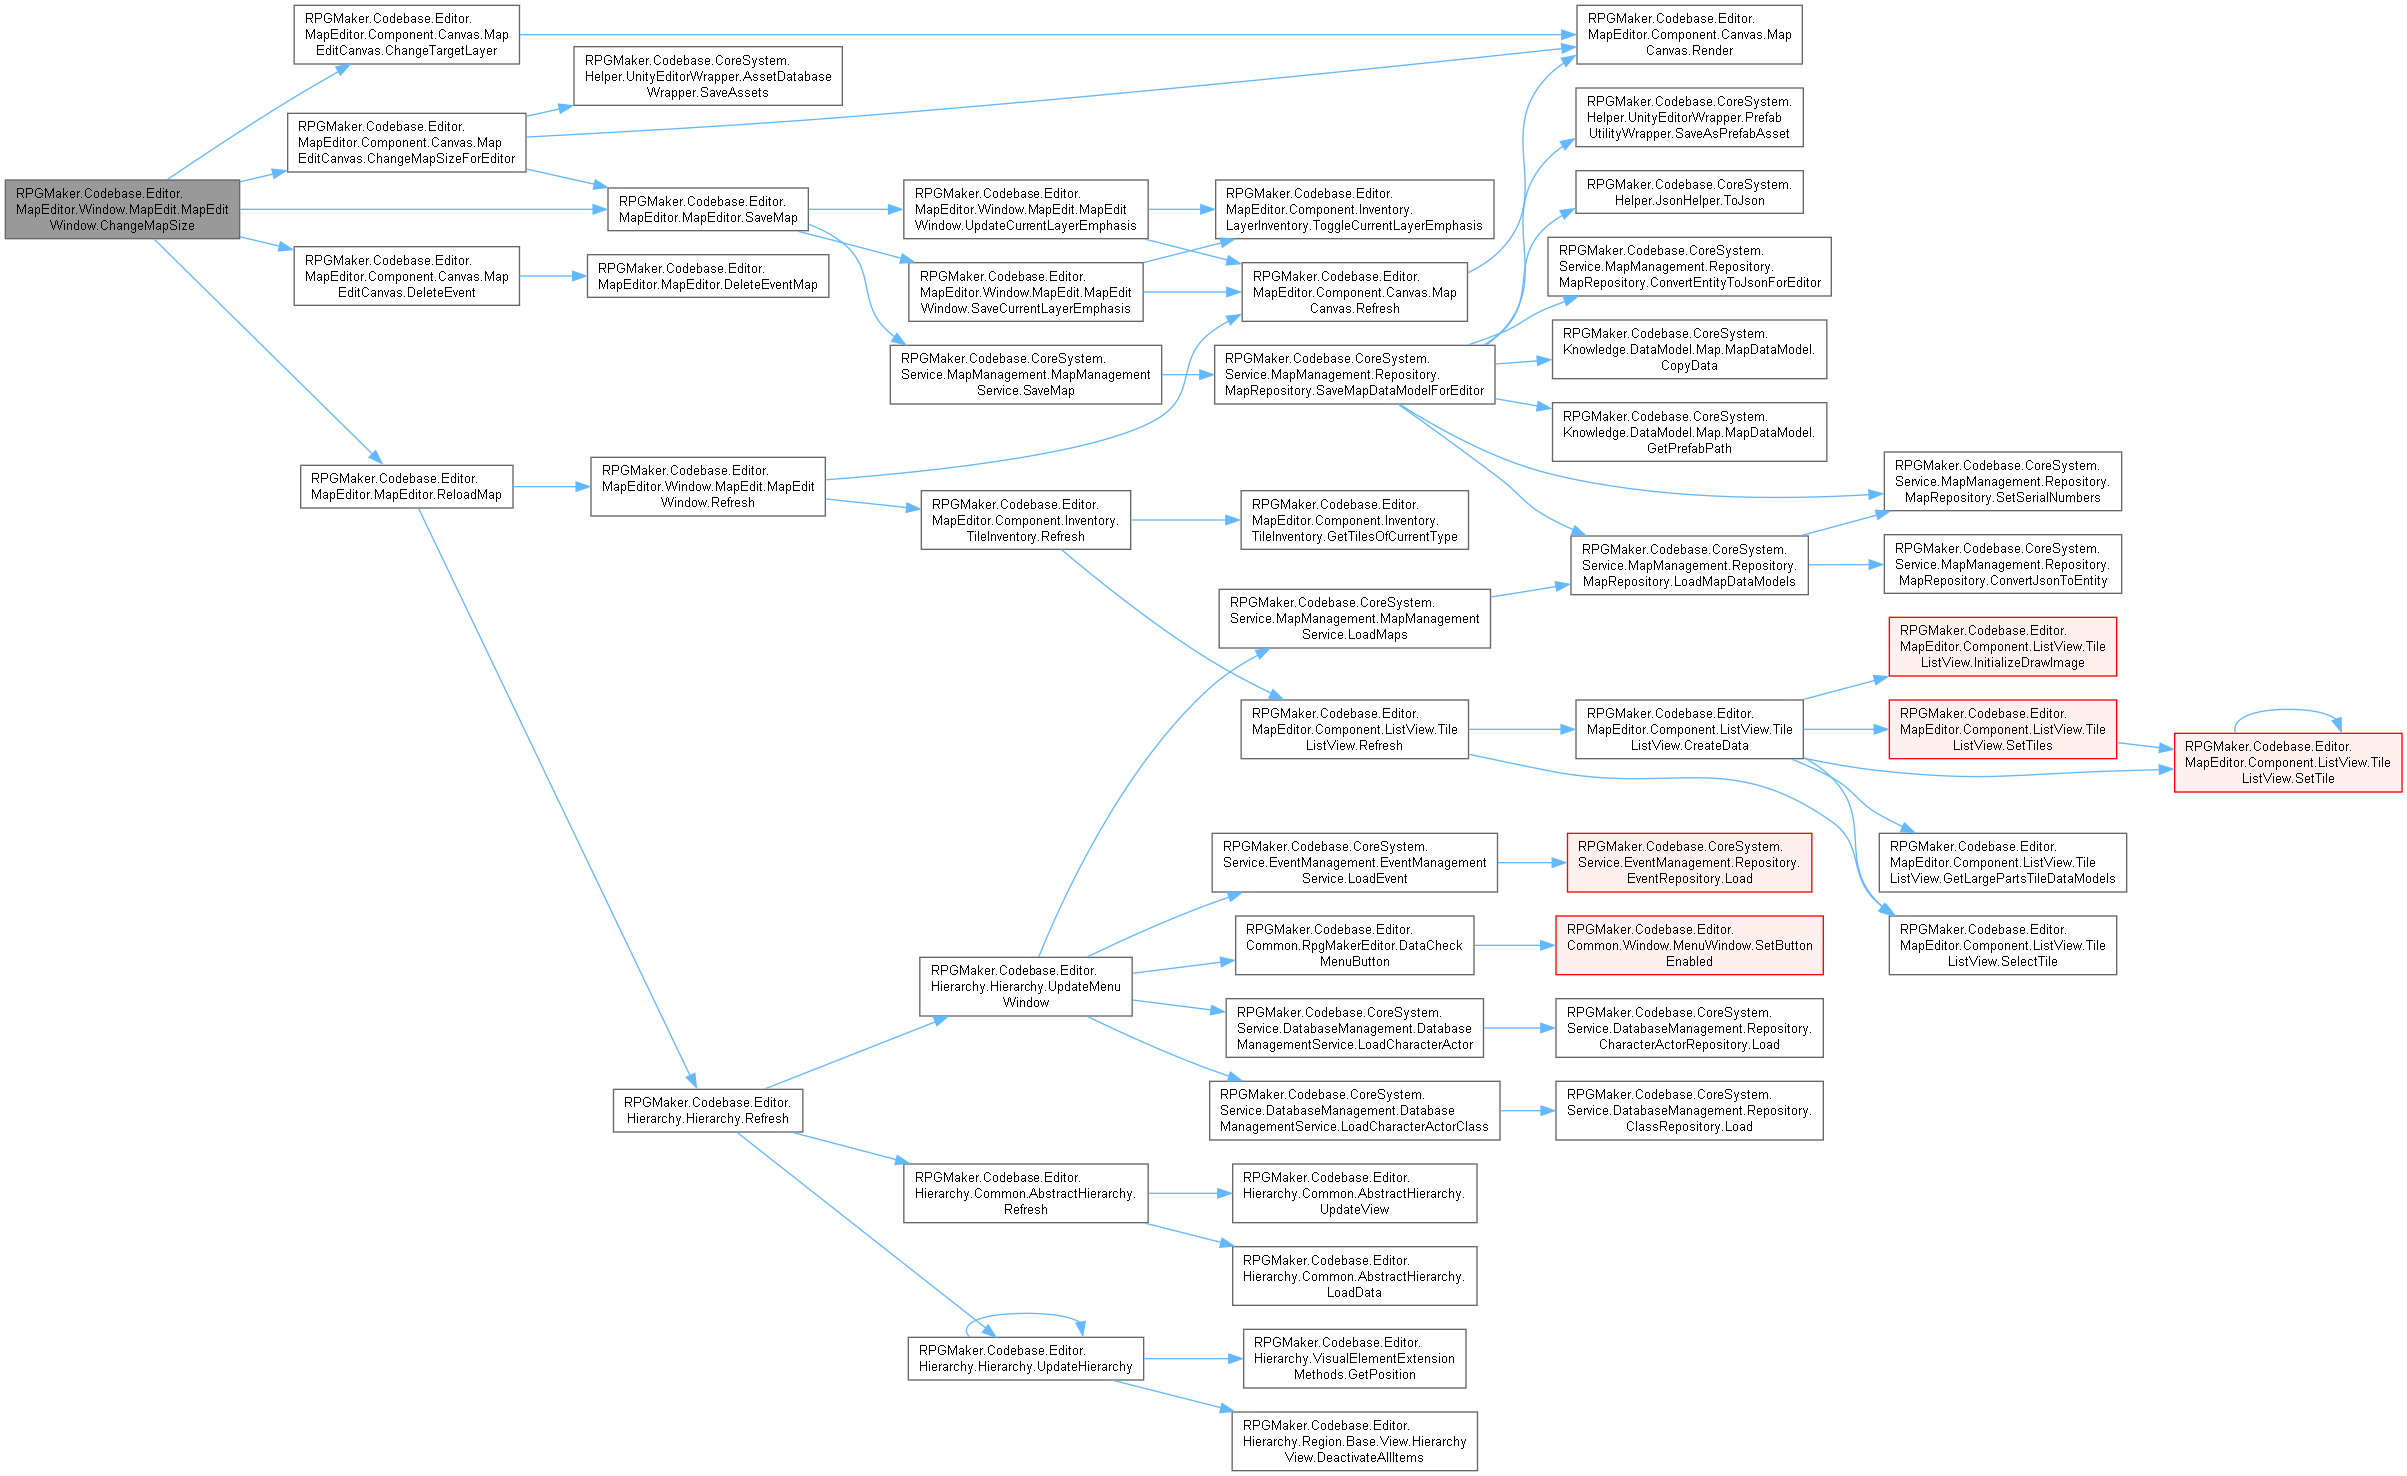 RPGMaker.Codebase.Editor.
MapEditor.Window.MapEdit.MapEdit
Window.ChangeMapSize
RPGMaker.Codebase.Editor.
MapEditor.Component.Canvas.Map
EditCanvas.ChangeTargetLayer
RPGMaker.Codebase.Editor.
MapEditor.Component.Canvas.Map
EditCanvas.ChangeMapSizeForEditor
RPGMaker.Codebase.Editor.
MapEditor.Component.Canvas.Map
EditCanvas.DeleteEvent
RPGMaker.Codebase.Editor.
MapEditor.MapEditor.ReloadMap
RPGMaker.Codebase.CoreSystem.
Helper.UnityEditorWrapper.AssetDatabase
Wrapper.SaveAssets
RPGMaker.Codebase.Editor.
MapEditor.MapEditor.SaveMap
RPGMaker.Codebase.Editor.
MapEditor.MapEditor.DeleteEventMap
RPGMaker.Codebase.Editor.
MapEditor.Window.MapEdit.MapEdit
Window.Refresh
RPGMaker.Codebase.Editor.
Hierarchy.Hierarchy.Refresh
RPGMaker.Codebase.Editor.
MapEditor.Window.MapEdit.MapEdit
Window.UpdateCurrentLayerEmphasis
RPGMaker.Codebase.Editor.
MapEditor.Window.MapEdit.MapEdit
Window.SaveCurrentLayerEmphasis
RPGMaker.Codebase.CoreSystem.
Service.MapManagement.MapManagement
Service.SaveMap
RPGMaker.Codebase.Editor.
MapEditor.Component.Inventory.
TileInventory.Refresh
RPGMaker.Codebase.Editor.
Hierarchy.Hierarchy.UpdateMenu
Window
RPGMaker.Codebase.Editor.
Hierarchy.Common.AbstractHierarchy.
Refresh
RPGMaker.Codebase.Editor.
Hierarchy.Hierarchy.UpdateHierarchy
RPGMaker.Codebase.Editor.
MapEditor.Component.Inventory.
LayerInventory.ToggleCurrentLayerEmphasis
RPGMaker.Codebase.Editor.
MapEditor.Component.Canvas.Map
Canvas.Refresh
RPGMaker.Codebase.CoreSystem.
Service.MapManagement.Repository.
MapRepository.SaveMapDataModelForEditor
RPGMaker.Codebase.Editor.
MapEditor.Component.Inventory.
TileInventory.GetTilesOfCurrentType
RPGMaker.Codebase.CoreSystem.
Service.MapManagement.MapManagement
Service.LoadMaps
RPGMaker.Codebase.Editor.
MapEditor.Component.ListView.Tile
ListView.Refresh
RPGMaker.Codebase.CoreSystem.
Service.EventManagement.EventManagement
Service.LoadEvent
RPGMaker.Codebase.Editor.
Common.RpgMakerEditor.DataCheck
MenuButton
RPGMaker.Codebase.CoreSystem.
Service.DatabaseManagement.Database
ManagementService.LoadCharacterActor
RPGMaker.Codebase.CoreSystem.
Service.DatabaseManagement.Database
ManagementService.LoadCharacterActorClass
RPGMaker.Codebase.Editor.
Hierarchy.Common.AbstractHierarchy.
UpdateView
RPGMaker.Codebase.Editor.
Hierarchy.Common.AbstractHierarchy.
LoadData
RPGMaker.Codebase.Editor.
Hierarchy.VisualElementExtension
Methods.GetPosition
RPGMaker.Codebase.Editor.
Hierarchy.Region.Base.View.Hierarchy
View.DeactivateAllItems
RPGMaker.Codebase.Editor.
MapEditor.Component.Canvas.Map
Canvas.Render
RPGMaker.Codebase.CoreSystem.
Helper.UnityEditorWrapper.Prefab
UtilityWrapper.SaveAsPrefabAsset
RPGMaker.Codebase.CoreSystem.
Helper.JsonHelper.ToJson
RPGMaker.Codebase.CoreSystem.
Service.MapManagement.Repository.
MapRepository.ConvertEntityToJsonForEditor
RPGMaker.Codebase.CoreSystem.
Knowledge.DataModel.Map.MapDataModel.
CopyData
RPGMaker.Codebase.CoreSystem.
Knowledge.DataModel.Map.MapDataModel.
GetPrefabPath
RPGMaker.Codebase.CoreSystem.
Service.MapManagement.Repository.
MapRepository.LoadMapDataModels
RPGMaker.Codebase.Editor.
MapEditor.Component.ListView.Tile
ListView.CreateData
RPGMaker.Codebase.CoreSystem.
Service.EventManagement.Repository.
EventRepository.Load
RPGMaker.Codebase.Editor.
Common.Window.MenuWindow.SetButton
Enabled
RPGMaker.Codebase.CoreSystem.
Service.DatabaseManagement.Repository.
CharacterActorRepository.Load
RPGMaker.Codebase.CoreSystem.
Service.DatabaseManagement.Repository.
ClassRepository.Load
RPGMaker.Codebase.CoreSystem.
Service.MapManagement.Repository.
MapRepository.SetSerialNumbers
RPGMaker.Codebase.CoreSystem.
Service.MapManagement.Repository.
MapRepository.ConvertJsonToEntity
RPGMaker.Codebase.Editor.
MapEditor.Component.ListView.Tile
ListView.InitializeDrawImage
RPGMaker.Codebase.Editor.
MapEditor.Component.ListView.Tile
ListView.SetTiles
RPGMaker.Codebase.Editor.
MapEditor.Component.ListView.Tile
ListView.GetLargePartsTileDataModels
RPGMaker.Codebase.Editor.
MapEditor.Component.ListView.Tile
ListView.SelectTile
RPGMaker.Codebase.Editor.
MapEditor.Component.ListView.Tile
ListView.SetTile